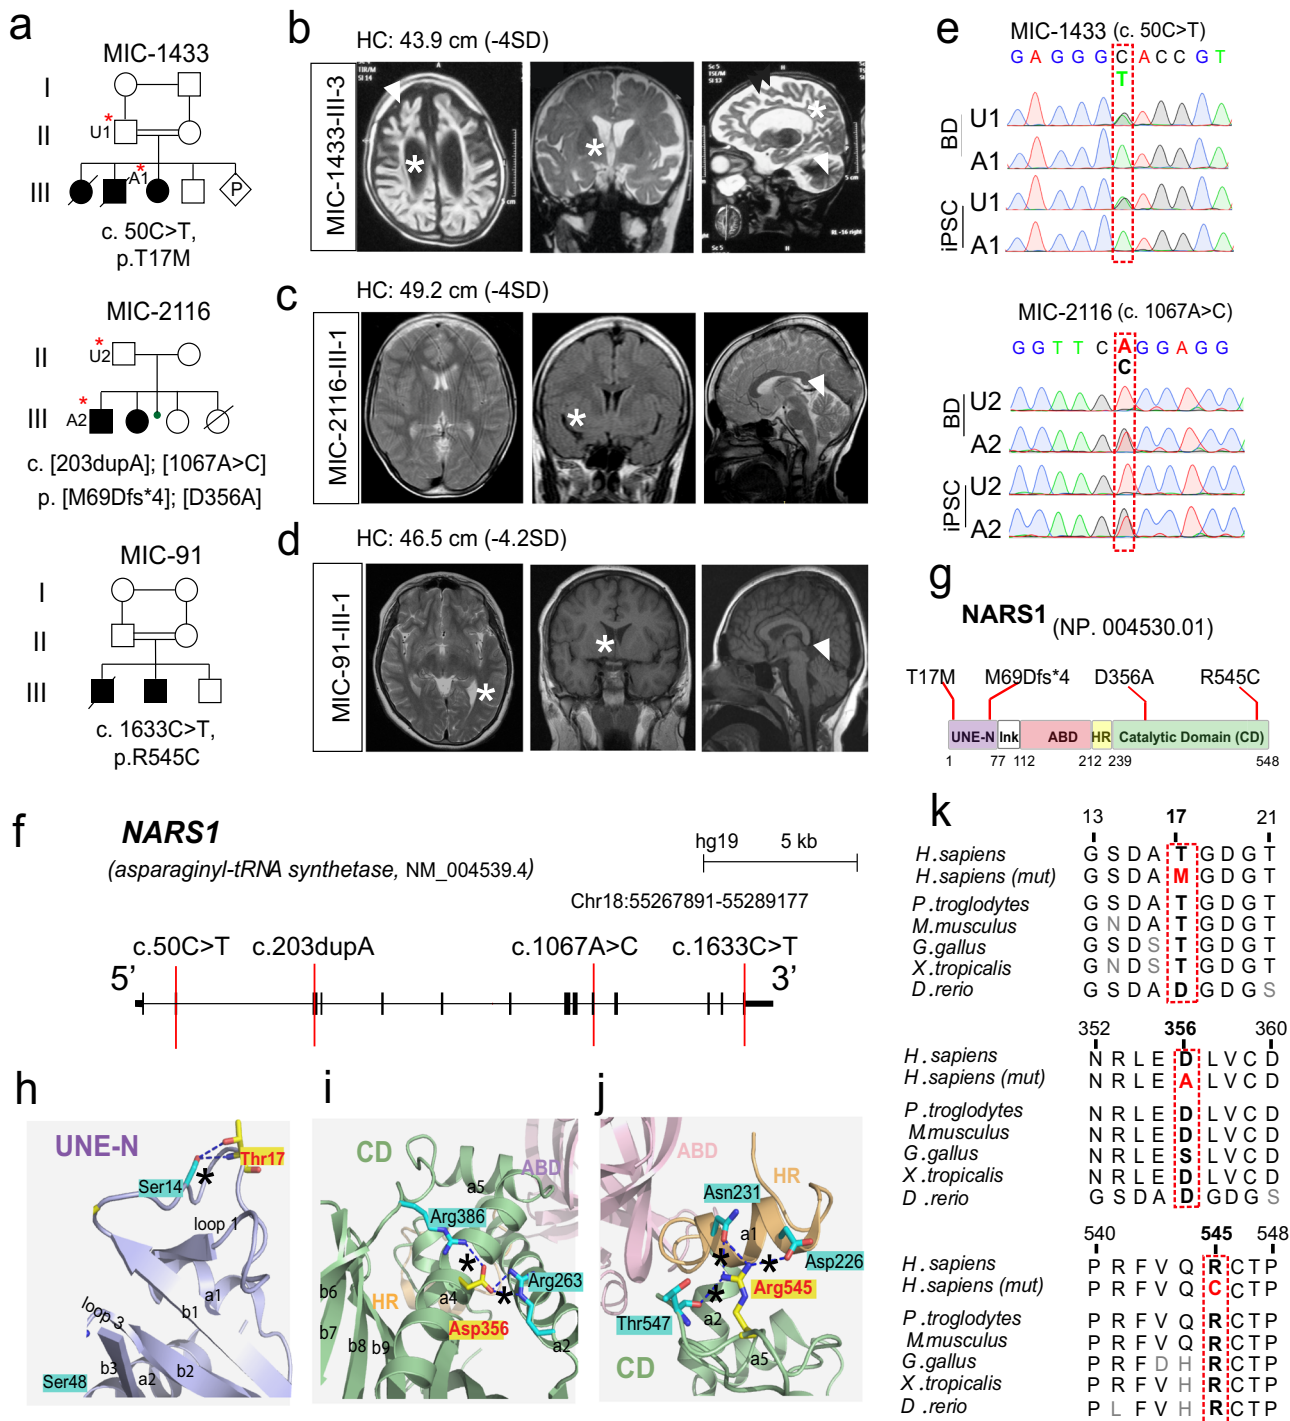 a
MIC-1433
I
II
U1
*
III
A1
*
P
c. 50C>T,
p.T17M
MIC-2116
II
U2
*
III
A2
*
c. [203dupA]; [1067A>C]
p. [M69Dfs*4]; [D356A]
MIC-91
I
II
III
c. 1633C>T,
p.R545C
b
HC: 43.9 cm (-4SD)
MIC-1433-III-3
*
*
*
c
HC: 49.2 cm (-4SD)
MIC-2116-III-1
*
d
HC: 46.5 cm (-4.2SD)
MIC-91-III-1
*
*
e
MIC-1433 (c. 50C>T)
G A G G G C A C C G T
T
BD
U1
A1
iPSC
U1
A1
MIC-2116 (c. 1067A>C)
G G T T C A G G A G G
C
BD
U2
A2
iPSC
U2
A2
g
NARS1 (NP. 004530.01)
T17M M69Dfs*4 D356A R545C
UNE-N lnk ABD HR Catalytic Domain (CD)
1 77 112 212 239 548
f
NARS1
(asparaginyl-tRNA synthetase, NM_004539.4)
hg19 5 kb
Chr18:55267891-55289177
c.50C>T c.203dupA c.1067A>C c.1633C>T
5’ 3’
h
UNE-N
Thr17
*
Ser14
loop 1
a1
b1
loop 3
b3
a2
b2
Ser48
i
CD
ABD
a5
Arg386
*
Arg263
*
b6
HR
a4
b7
b8
b9
Asp356
a2
j
ABD
HR
Asn231
a1
*
*
Asp226
*
Arg545
Thr547
a2
a5
CD
k
13 17 21
H.sapiens G S D A T G D G T
H.sapiens (mut) G S D A M G D G T
P.troglodytes G S D A T G D G T
M.musculus G N D A T G D G T
G.gallus G S D S T G D G T
X.tropicalis G N D S T G D G T
D.rerio G S D A D G D G S
352 356 360
H.sapiens N R L E D L V C D
H.sapiens (mut) N R L E A L V C D
P.troglodytes N R L E D L V C D
M.musculus N R L E D L V C D
G.gallus N R L E S L V C D
X.tropicalis N R L E D L V C D
D.rerio G S D A D G D G S
540 545 548
H.sapiens P R F V Q R C T P
H.sapiens (mut) P R F V Q C C T P
P.troglodytes P R F V Q R C T P
M.musculus P R F V Q R C T P
G.gallus P R F D H R C T P
X.tropicalis P R F V H R C T P
D.rerio P L F V H R C T P